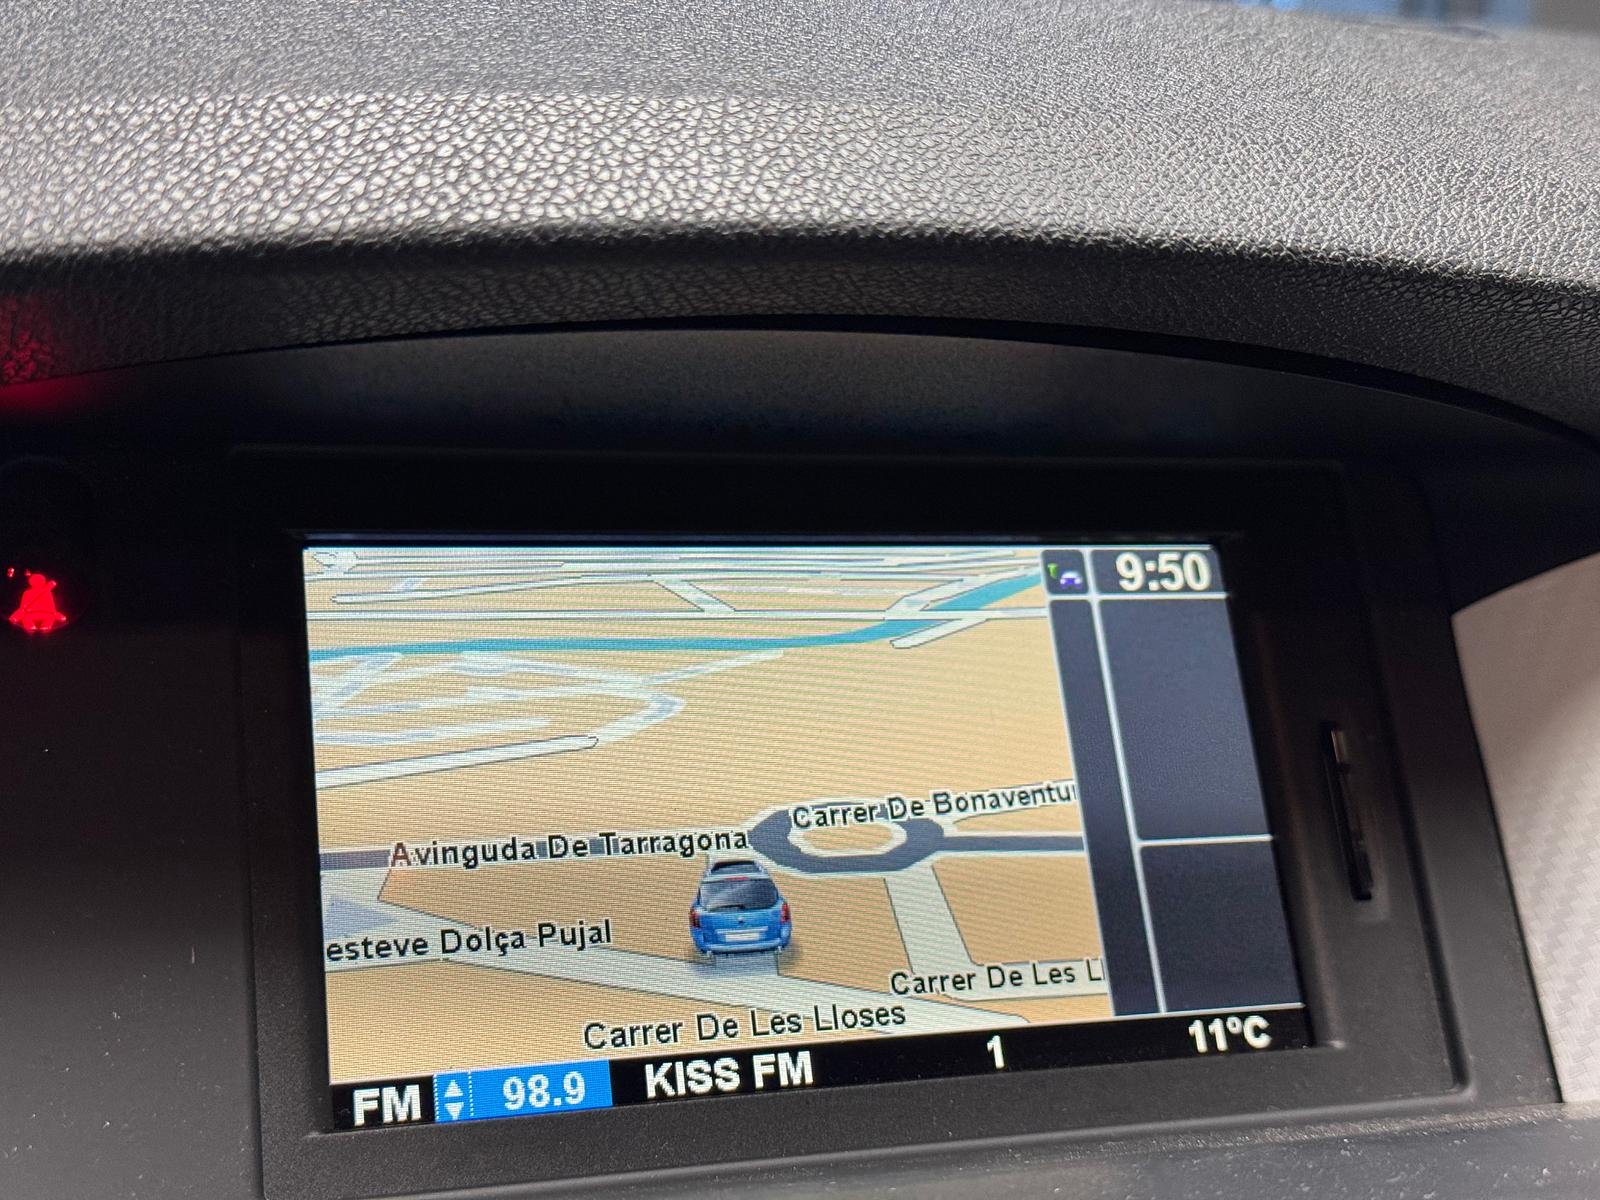 9:50
Carrer De Bonaventu
Avinguda De Tarragona
esteve Dolça Pujal
Carrer De Les L
Carrer De Les Lloses
FM 98.9 KISS FM 1 11ºC